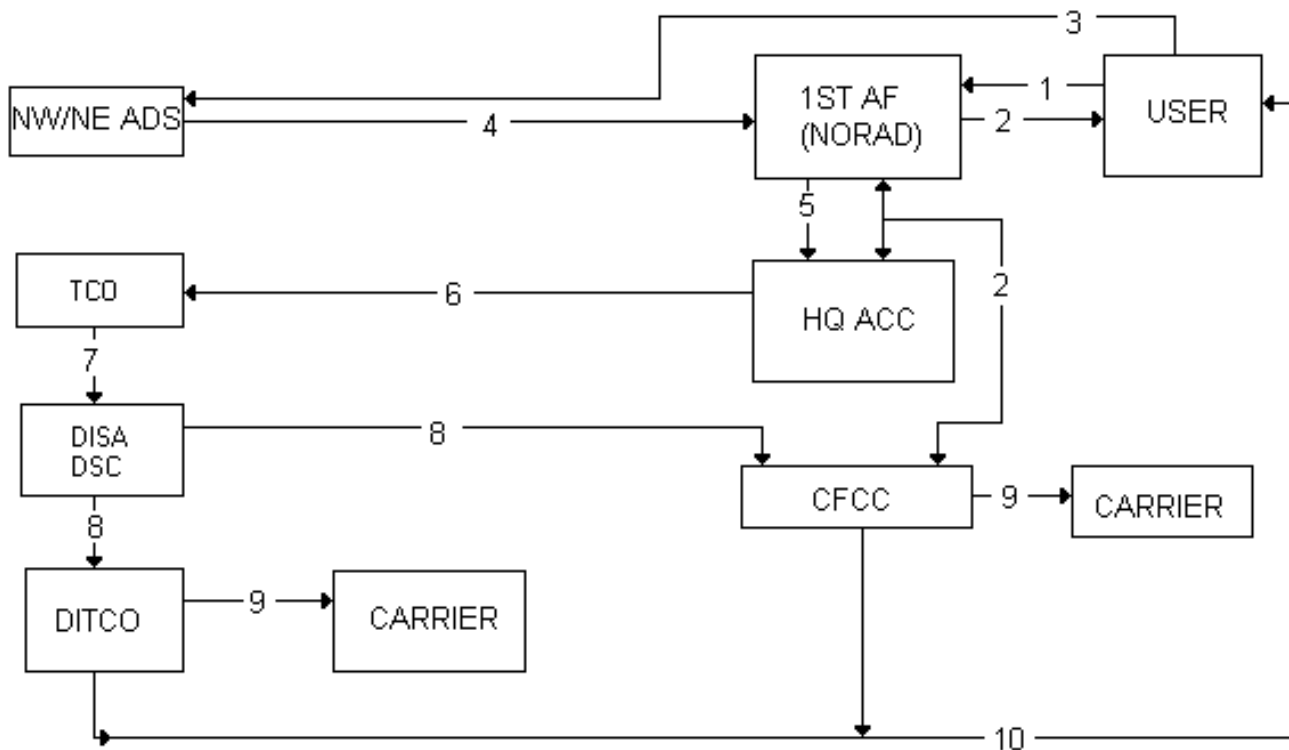 3
NW/NE ADS
4
1ST AF
(NORAD)
1
2
USER
5
2
TCO
6
HQ ACC
7
DISA
DSC
8
8
CFCC
9
CARRIER
DITCO
9
CARRIER
10